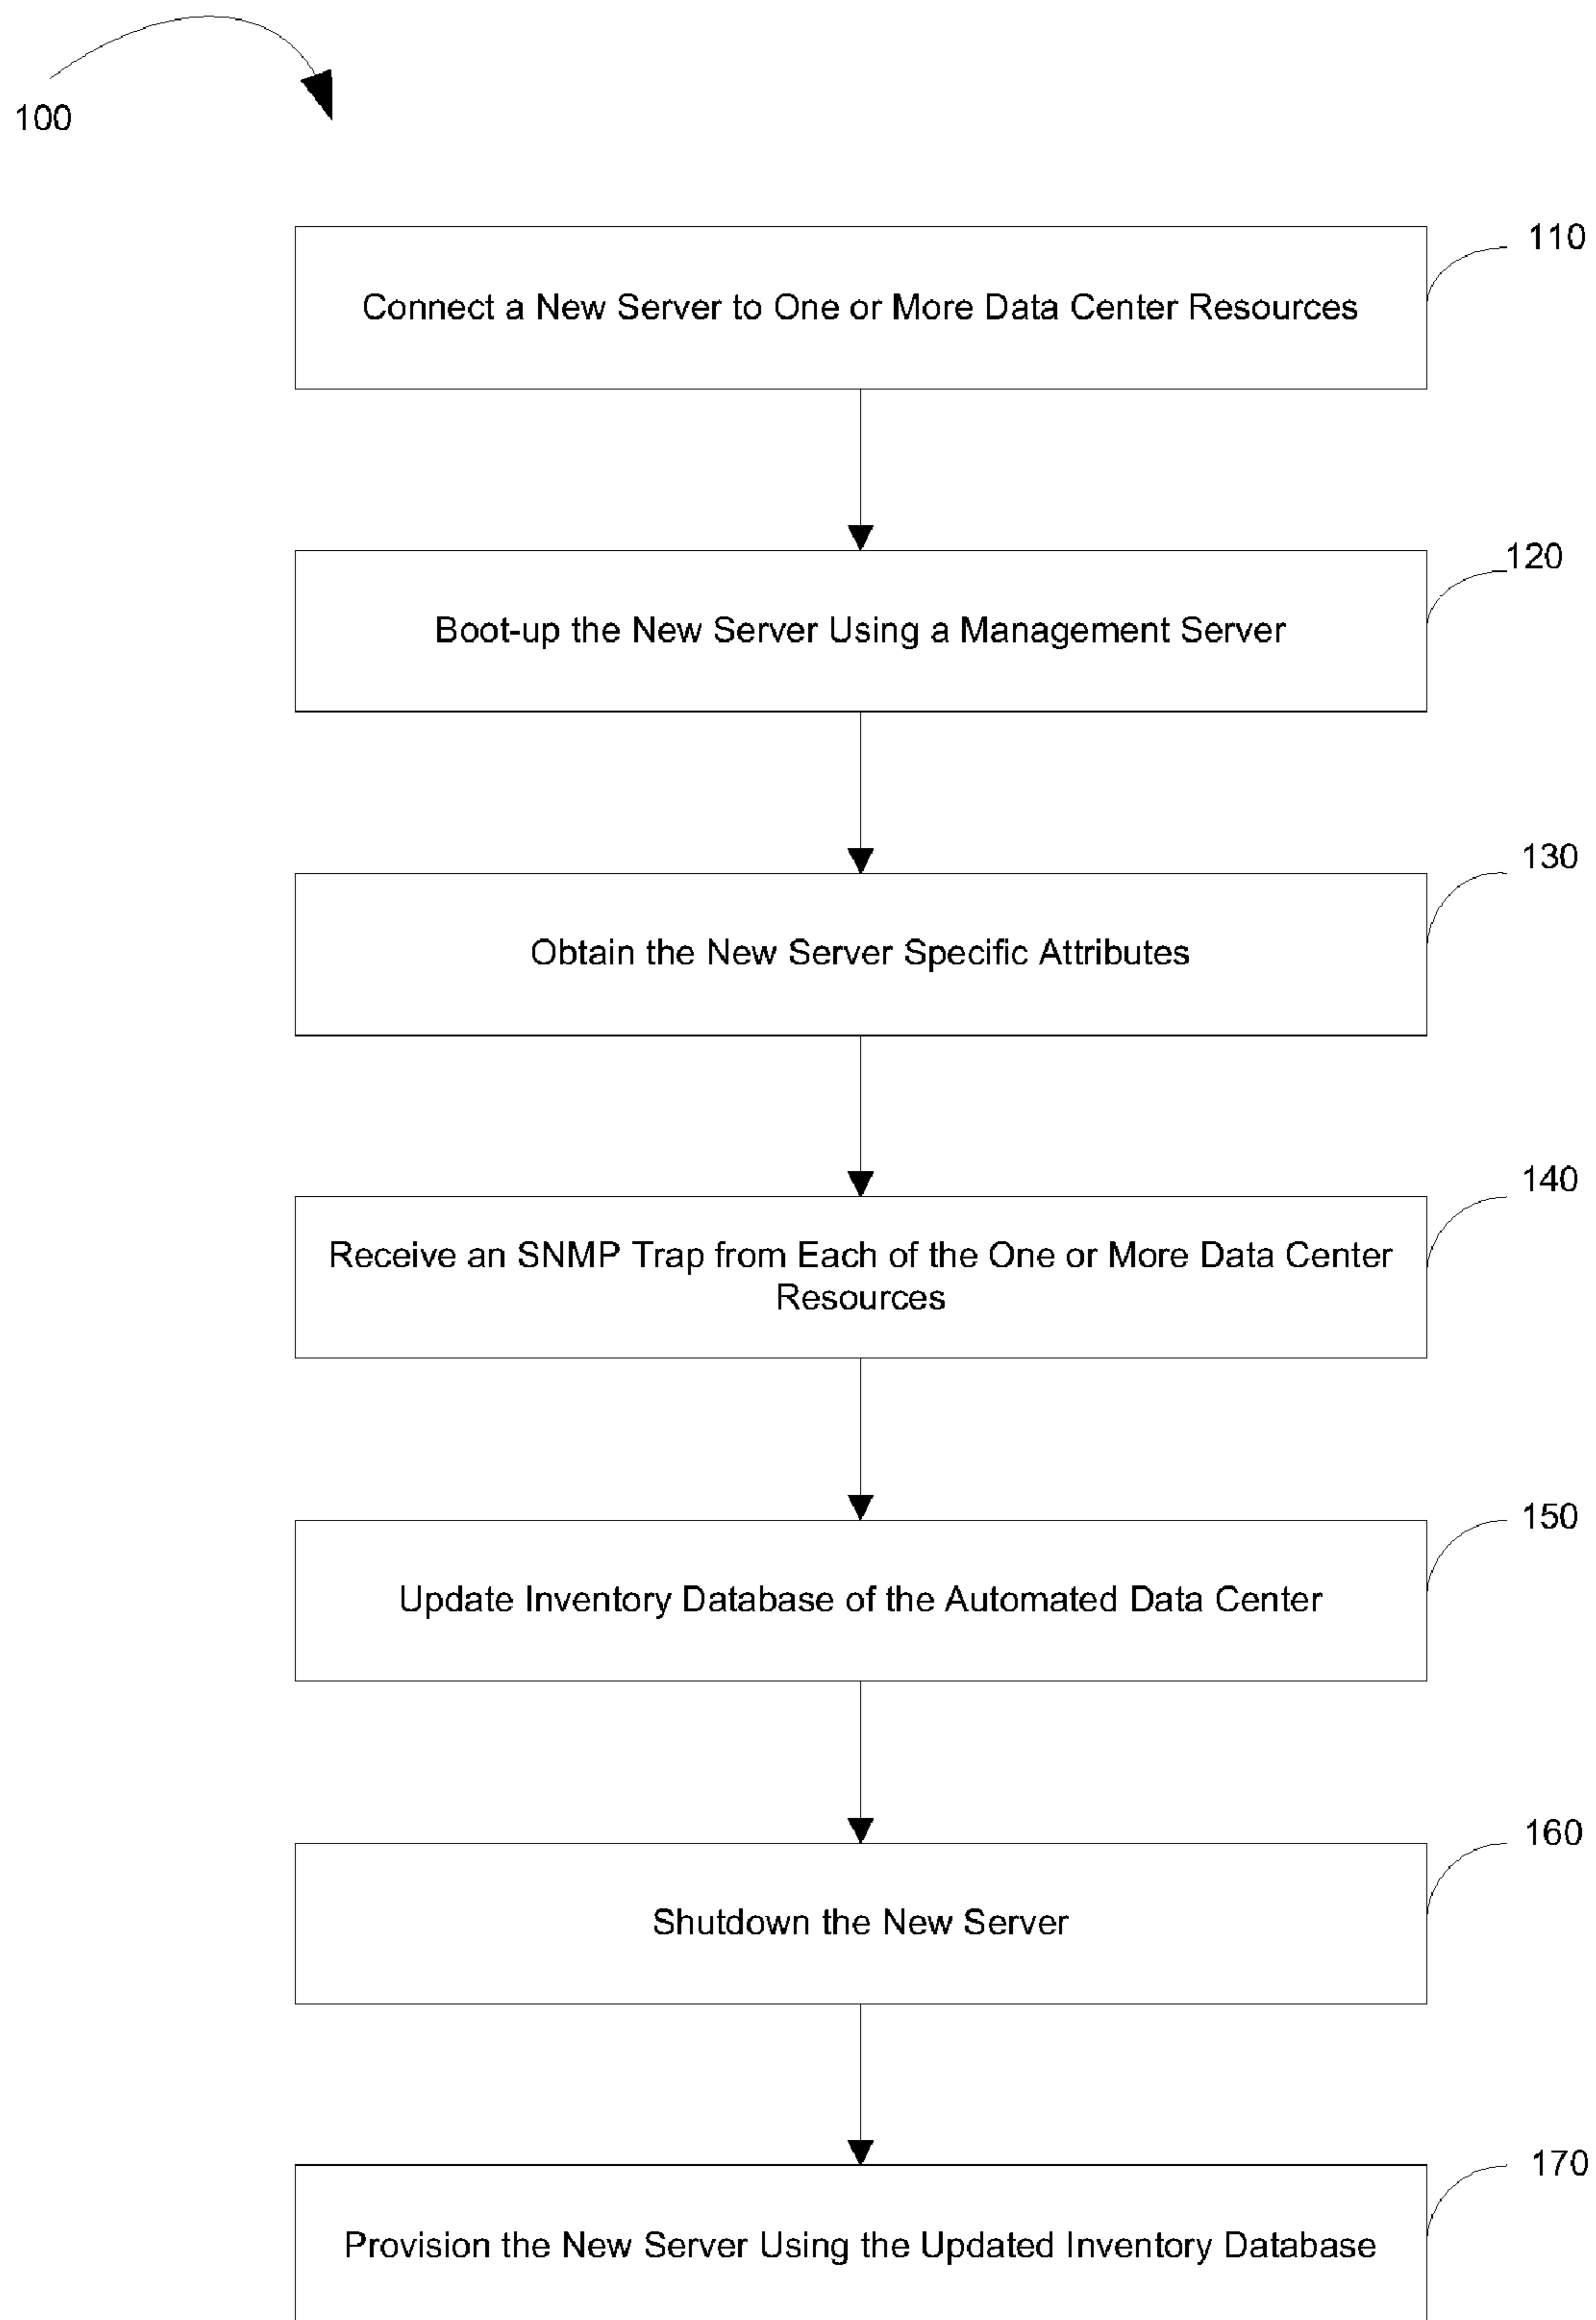 100
110
Connect a New Server to One or More Data Center Resources
120
Boot-up the New Server Using a Management Server
130
Obtain the New Server Specific Attributes
140
Receive an SNMP Trap from Each of the One or More Data Center
Resources
150
Update Inventory Database of the Automated Data Center
160
Shutdown the New Server
170
Provision the New Server Using the Updated Inventory Database